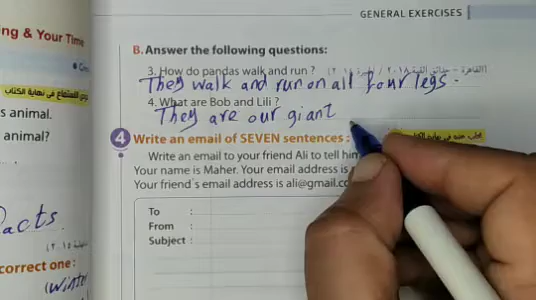 GENERAL EXERCISES
ng & Your Time
B. Answer the following questions:
3. How do pandas walk and run ?
They walk and run on all four legs.
4. What are Bob and Lili ?
They are our giant
s animal.
animal?
4 Write an email of SEVEN sentences :
Write an email to your friend Ali to tell him
Your name is Maher. Your email address is
Your friend's email address is ali@gmail.co
To :
From :
Subject :
acts.
correct one :
(Winter